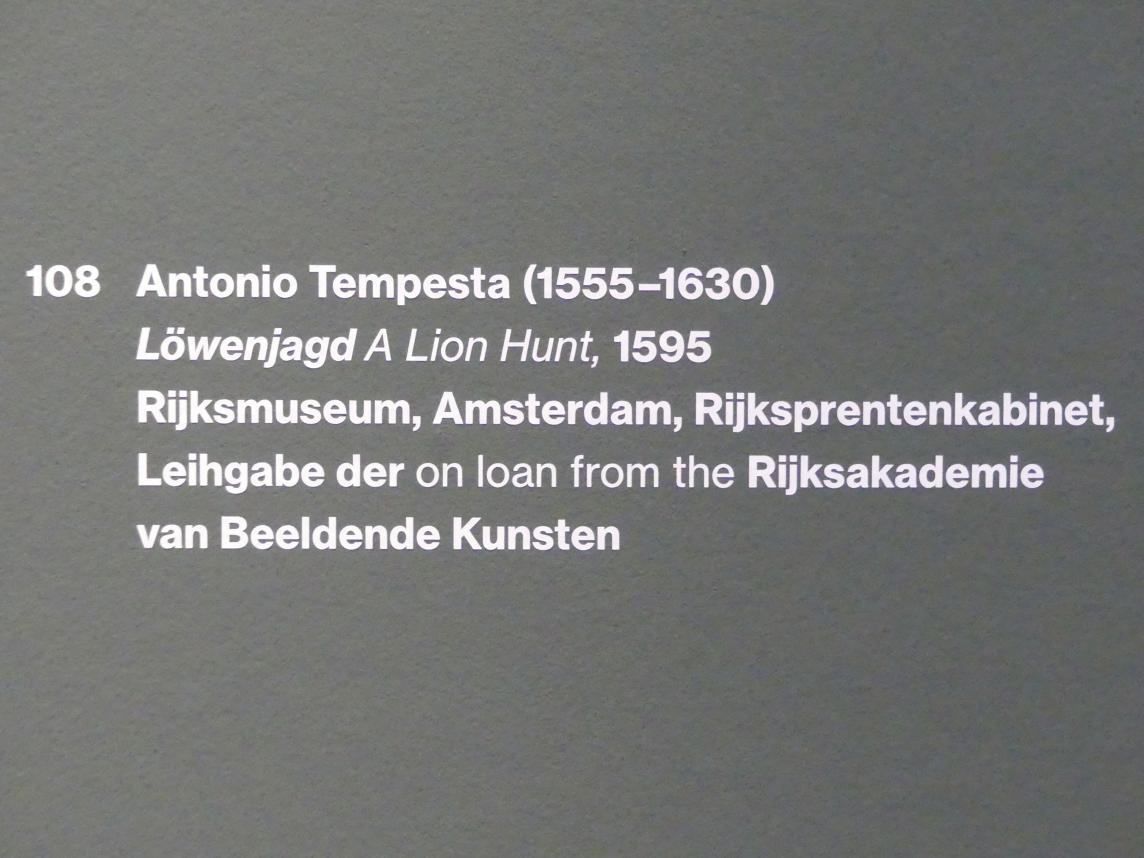 108 Antonio Tempesta (1555–1630)
Löwenjagd A Lion Hunt, 1595
Rijksmuseum, Amsterdam, Rijksprentenkabinet,
Leihgabe der on loan from the Rijksakademie
van Beeldende Kunsten